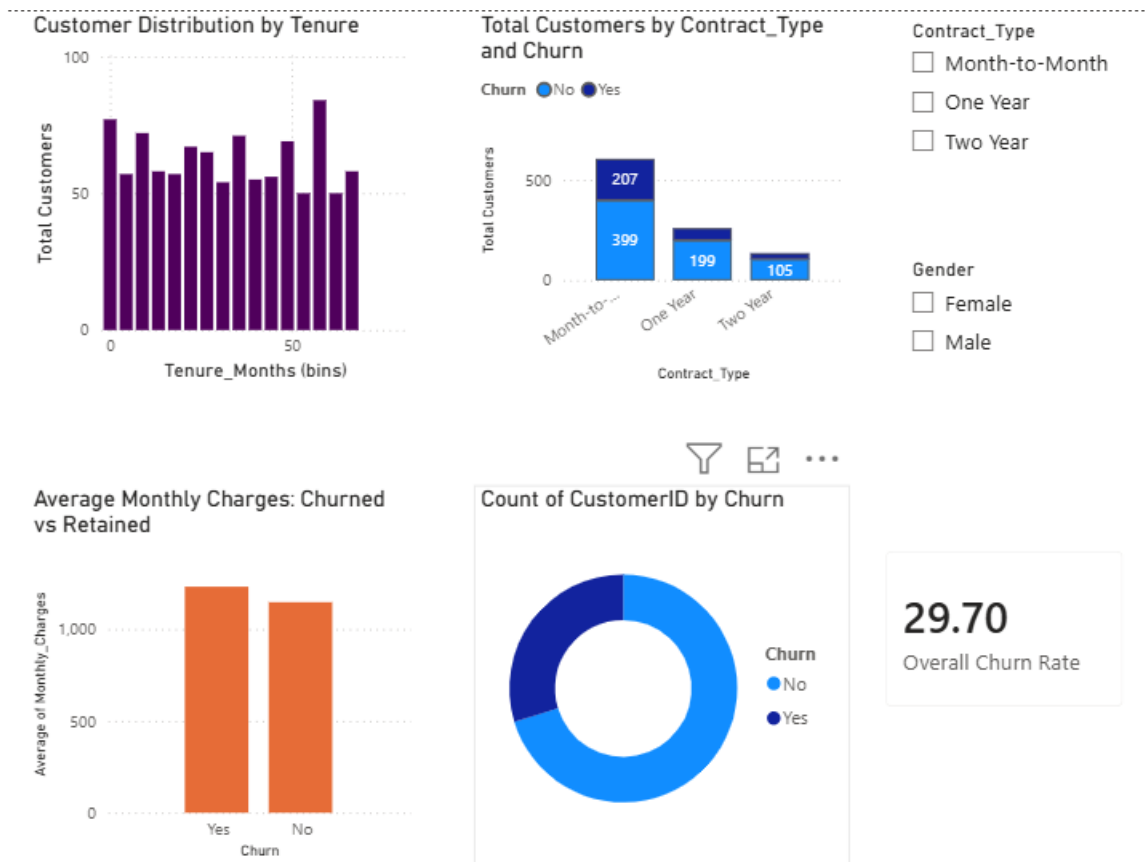 Customer Distribution by Tenure
100
50
0
Total Customers
0
50
Tenure_Months (bins)
Total Customers by Contract_Type
and Churn
Churn No Yes
Total Customers
500
0
207
399
199
105
Month-to-...
One Year
Two Year
Contract_Type
Contract_Type
Month-to-Month
One Year
Two Year
Gender
Female
Male
Average Monthly Charges: Churned
vs Retained
Average of Monthly_Charges
1,000
500
0
Yes
No
Churn
Count of CustomerID by Churn
Churn
No
Yes
29.70
Overall Churn Rate